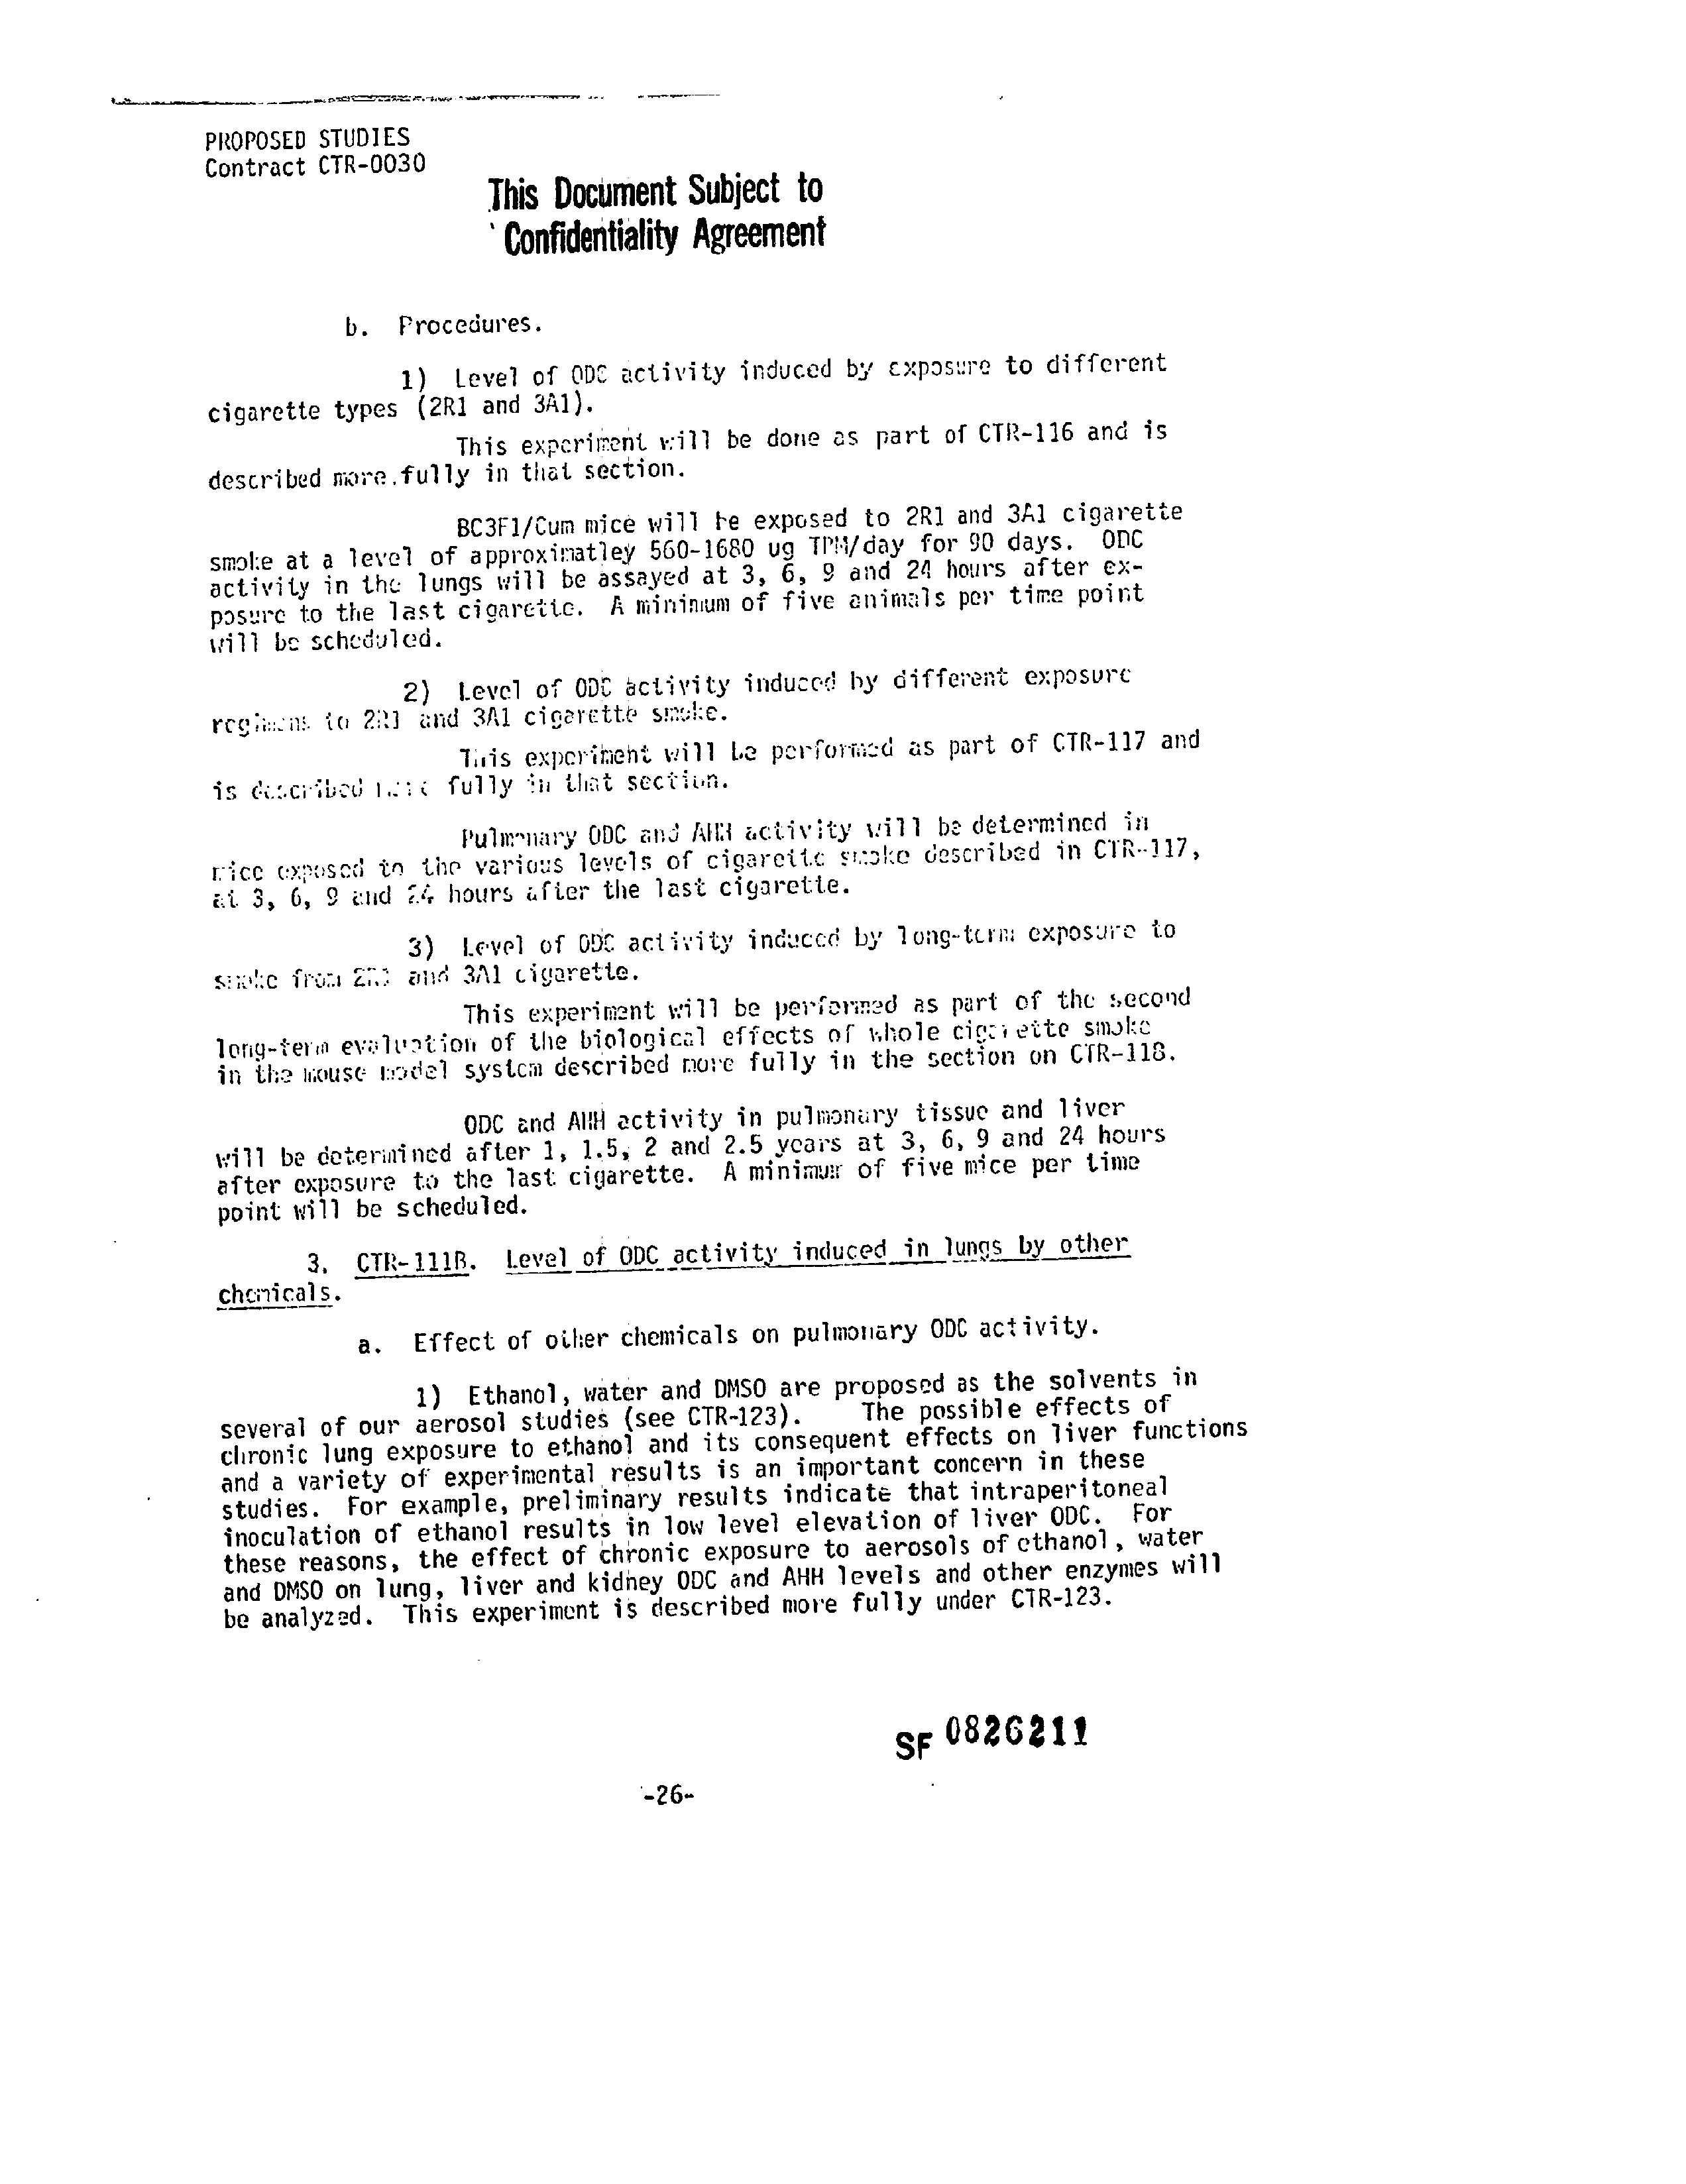 PROPOSED STUDIES
Contract CTR-0030
This Document Subject to
Confidentiality Agreement
b. Procedures.
1) Level of ODC activity induced by exposure to different
cigarette types (2R1 and 3A1).
This experiment will be done as part of CTR-116 and is
described more fully in that section.
BC3F1/Cum mice will be exposed to 2R1 and 3A1 cigarette
smoke at a level of approximatley 560-1680 ug TPM/day for 90 days. ODC
activity in the lungs will be assayed at 3, 6, 9 and 24 hours after ex-
posure to the last cigarette. A minimum of five animals per time point
will be scheduled.
2) Level of ODC activity induced by different exposure
regimens to 2R1 and 3A1 cigarette smoke.
This experiment will be performed as part of CTR-117 and
is described more fully in that section.
Pulmonary ODC and AHH activity will be determined in
mice exposed to the various levels of cigarette smoke described in CTR-117,
at 3, 6, 9 and 24 hours after the last cigarette.
3) Level of ODC activity induced by long-term exposure to
smoke from 2R1 and 3A1 cigarette.
This experiment will be performed as part of the second
long-term evaluation of the biological effects of whole cigarette smoke
in the mouse model system described more fully in the section on CTR-118.
ODC and AHH activity in pulmonary tissue and liver
will be determined after 1, 1.5, 2 and 2.5 years at 3, 6, 9 and 24 hours
after exposure to the last cigarette. A minimum of five mice per time
point will be scheduled.
3. CTR-111B. Level of ODC activity induced in lungs by other
chemicals.
a. Effect of other chemicals on pulmonary ODC activity.
1) Ethanol, water and DMSO are proposed as the solvents in
several of our aerosol studies (see CTR-123). The possible effects of
chronic lung exposure to ethanol and its consequent effects on liver functions
and a variety of experimental results is an important concern in these
studies. For example, preliminary results indicate that intraperitoneal
inoculation of ethanol results in low level elevation of liver ODC. For
these reasons, the effect of chronic exposure to aerosols of ethanol, water
and DMSO on lung, liver and kidney ODC and AHH levels and other enzymes will
be analyzed. This experiment is described more fully under CTR-123.
SF 0826211
-26-